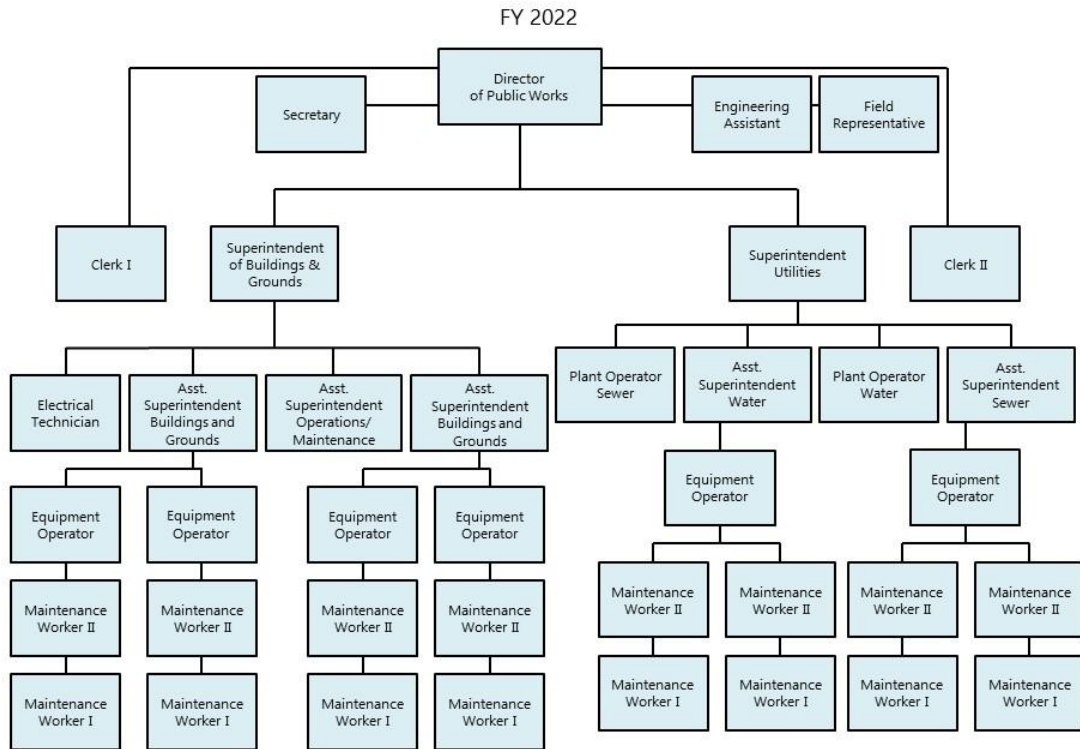 FY 2022
Director
of Public Works
Secretary
Engineering
Assistant
Field
Representative
Clerk I
Superintendent
of Buildings &
Grounds
Superintendent
Utilities
Clerk II
Electrical
Technician
Asst.
Superintendent
Buildings and
Grounds
Asst.
Superintendent
Operations/
Maintenance
Asst.
Superintendent
Buildings and
Grounds
Plant Operator
Sewer
Asst.
Superintendent
Water
Plant Operator
Water
Asst.
Superintendent
Sewer
Equipment
Operator
Equipment
Operator
Equipment
Operator
Equipment
Operator
Equipment
Operator
Equipment
Operator
Maintenance
Worker II
Maintenance
Worker II
Maintenance
Worker II
Maintenance
Worker II
Maintenance
Worker II
Maintenance
Worker II
Maintenance
Worker II
Maintenance
Worker II
Maintenance
Worker I
Maintenance
Worker I
Maintenance
Worker I
Maintenance
Worker I
Maintenance
Worker I
Maintenance
Worker I
Maintenance
Worker I
Maintenance
Worker I